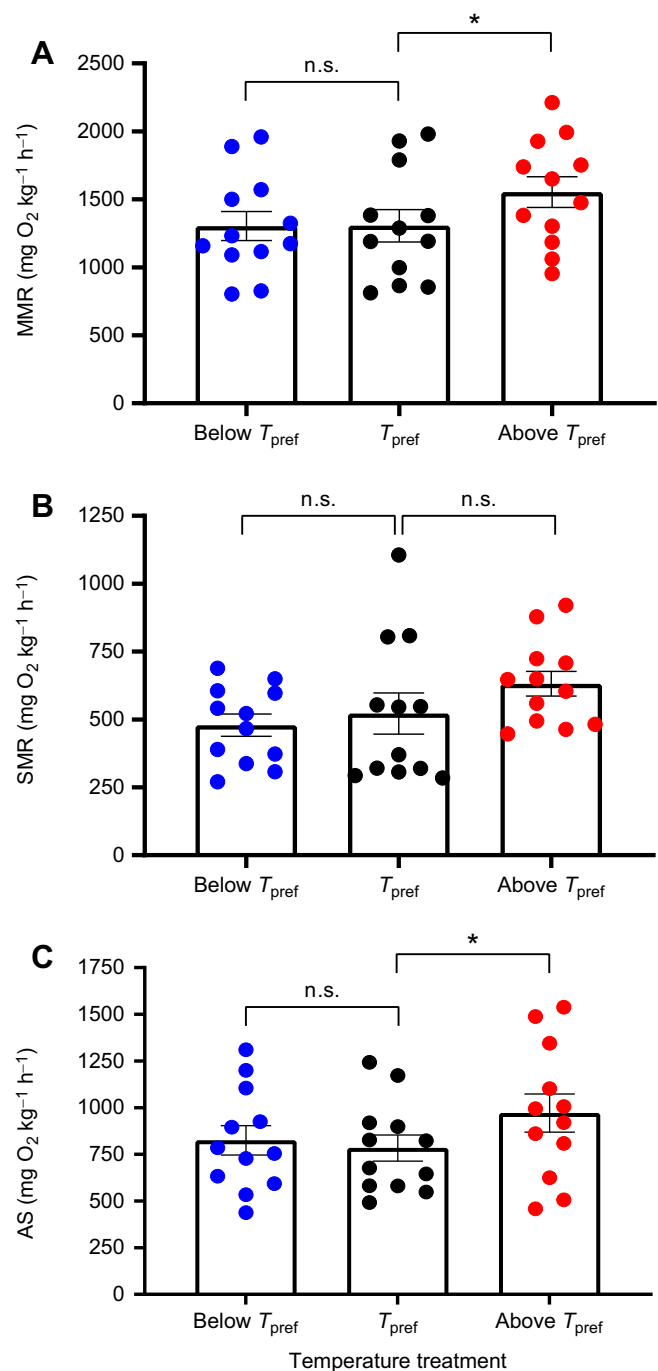 A
*
n.s.
2500
2000
1500
1000
500
0
MMR (mg O₂ kg⁻¹ h⁻¹)
Below Tpref Tpref Above Tpref
B
n.s. n.s.
1250
1000
750
500
250
0
SMR (mg O₂ kg⁻¹ h⁻¹)
Below Tpref Tpref Above Tpref
C
*
n.s.
1750
1500
1250
1000
750
500
250
0
AS (mg O₂ kg⁻¹ h⁻¹)
Below Tpref Tpref Above Tpref
Temperature treatment